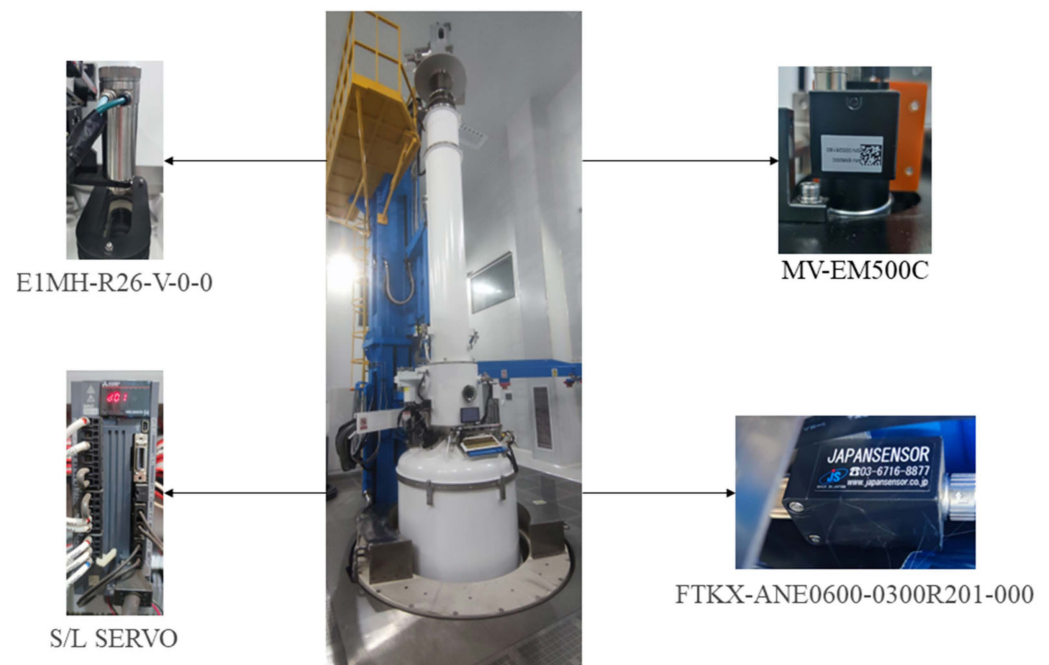 E1MH-R26-V-0-0
MV-EM500C
JAPANSENSOR
JS ☎03-6716-8877
www.japansensor.co.jp
FTKX-ANE0600-0300R201-000
S/L SERVO